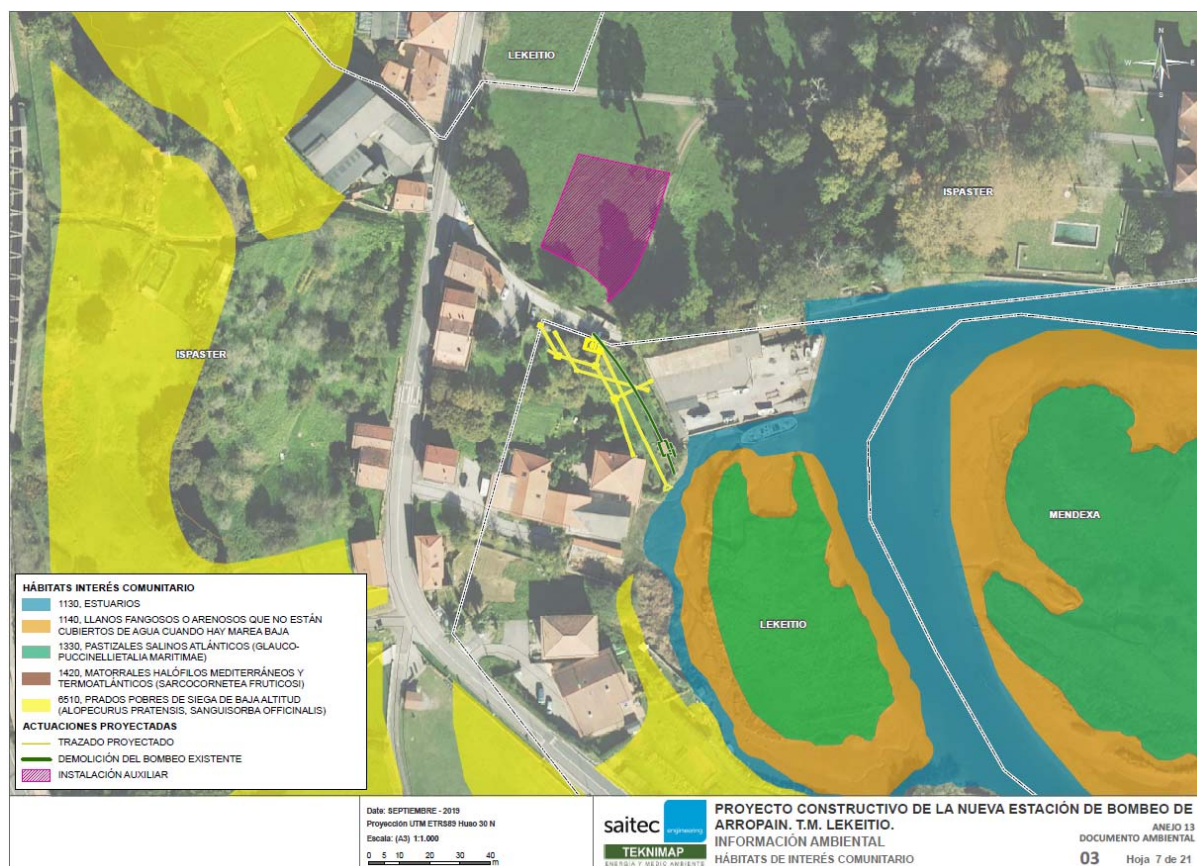 LEKEITIO
N
W
E
S
ISPASTER
ISPASTER
MENDEXA
LEKEITIO
HÁBITATS INTERÉS COMUNITARIO
1130, ESTUARIOS
1140, LLANOS FANGOSOS O ARENOSOS QUE NO ESTÁN
CUBIERTOS DE AGUA CUANDO HAY MAREA BAJA
1330, PASTIZALES SALINOS ATLÁNTICOS (GLAUCO-
PUCCINELLIETALIA MARITIMAE)
1420, MATORRALES HALÓFILOS MEDITERRÁNEOS Y
TERMOATLÁNTICOS (SARCOCORNETEA FRUTICOSI)
6510, PRADOS POBRES DE SIEGA DE BAJA ALTITUD
(ALOPECURUS PRATENSIS, SANGUISORBA OFFICINALIS)
ACTUACIONES PROYECTADAS
TRAZADO PROYECTADO
DEMOLICIÓN DEL BOMBEO EXISTENTE
INSTALACIÓN AUXILIAR
Date: SEPTIEMBRE - 2019
Proyección UTM ETRS89 Huso 30 N
Escala: (A3) 1:1.000
0 5 10 20 30 40
m
saitec engineering
TEKNIMAP
ENERGÍA Y MEDIO AMBIENTE
PROYECTO CONSTRUCTIVO DE LA NUEVA ESTACIÓN DE BOMBEO DE
ARROPAIN. T.M. LEKEITIO.
INFORMACIÓN AMBIENTAL
HÁBITATS DE INTERÉS COMUNITARIO
ANEJO 13
DOCUMENTO AMBIENTAL
03 Hoja 7 de 2